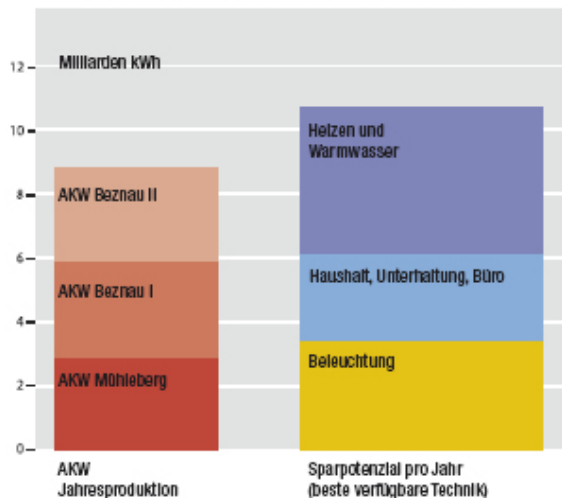 Milliarden kWh
12
10
8
6
4
2
0
AKW Beznau II
AKW Beznau I
AKW Mühleberg
Heizen und
Warmwasser
Haushalt, Unterhaltung, Büro
Beleuchtung
AKW
Jahresproduktion
Sparpotenzial pro Jahr
(beste verfügbare Technik)